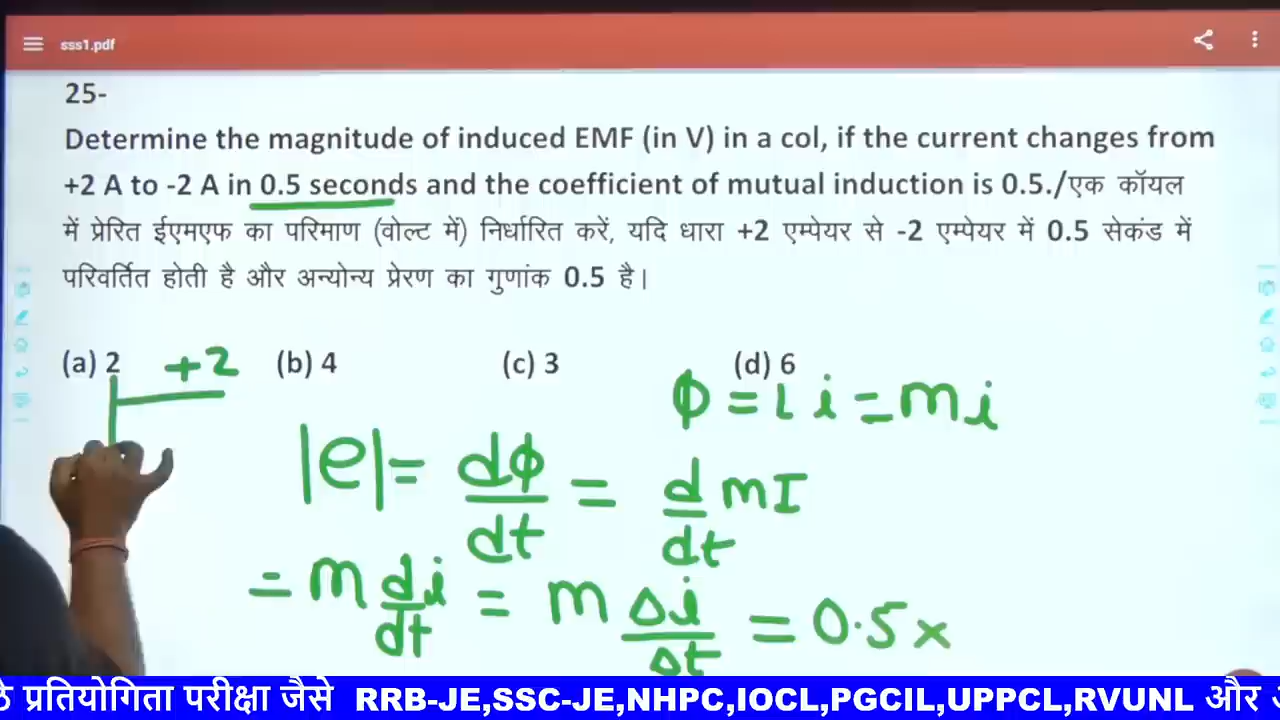 sss1.pdf
25-
Determine the magnitude of induced EMF (in V) in a col, if the current changes from
+2 A to -2 A in 0.5 seconds and the coefficient of mutual induction is 0.5./एक कॉयल
में प्रेरित ईएमएफ का परिमाण (वोल्ट में) निर्धारित करें, यदि धारा +2 एम्पेयर से -2 एम्पेयर में 0.5 सेकंड में
परिवर्तित होती है और अन्योन्य प्रेरण का गुणांक 0.5 है।
(a) 2 (b) 4 (c) 3 (d) 6
+2
ϕ = L i = m i
|e| = dϕ/dt = d/dt mI
= m di/dt = m Δi/Δt = 0.5 x
प्रतियोगिता परीक्षा जैसे RRB-JE,SSC-JE,NHPC,IOCL,PGCIL,UPPCL,RVUNL और